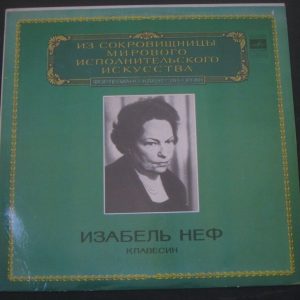 ИЗ СОКРОВИЩНИЦЫ
МИРОВОГО
ИСПОЛНИТЕЛЬСКОГО
ИСКУССТВА
ИЗАБЕЛЬ НЕФ
КЛАВЕСИН